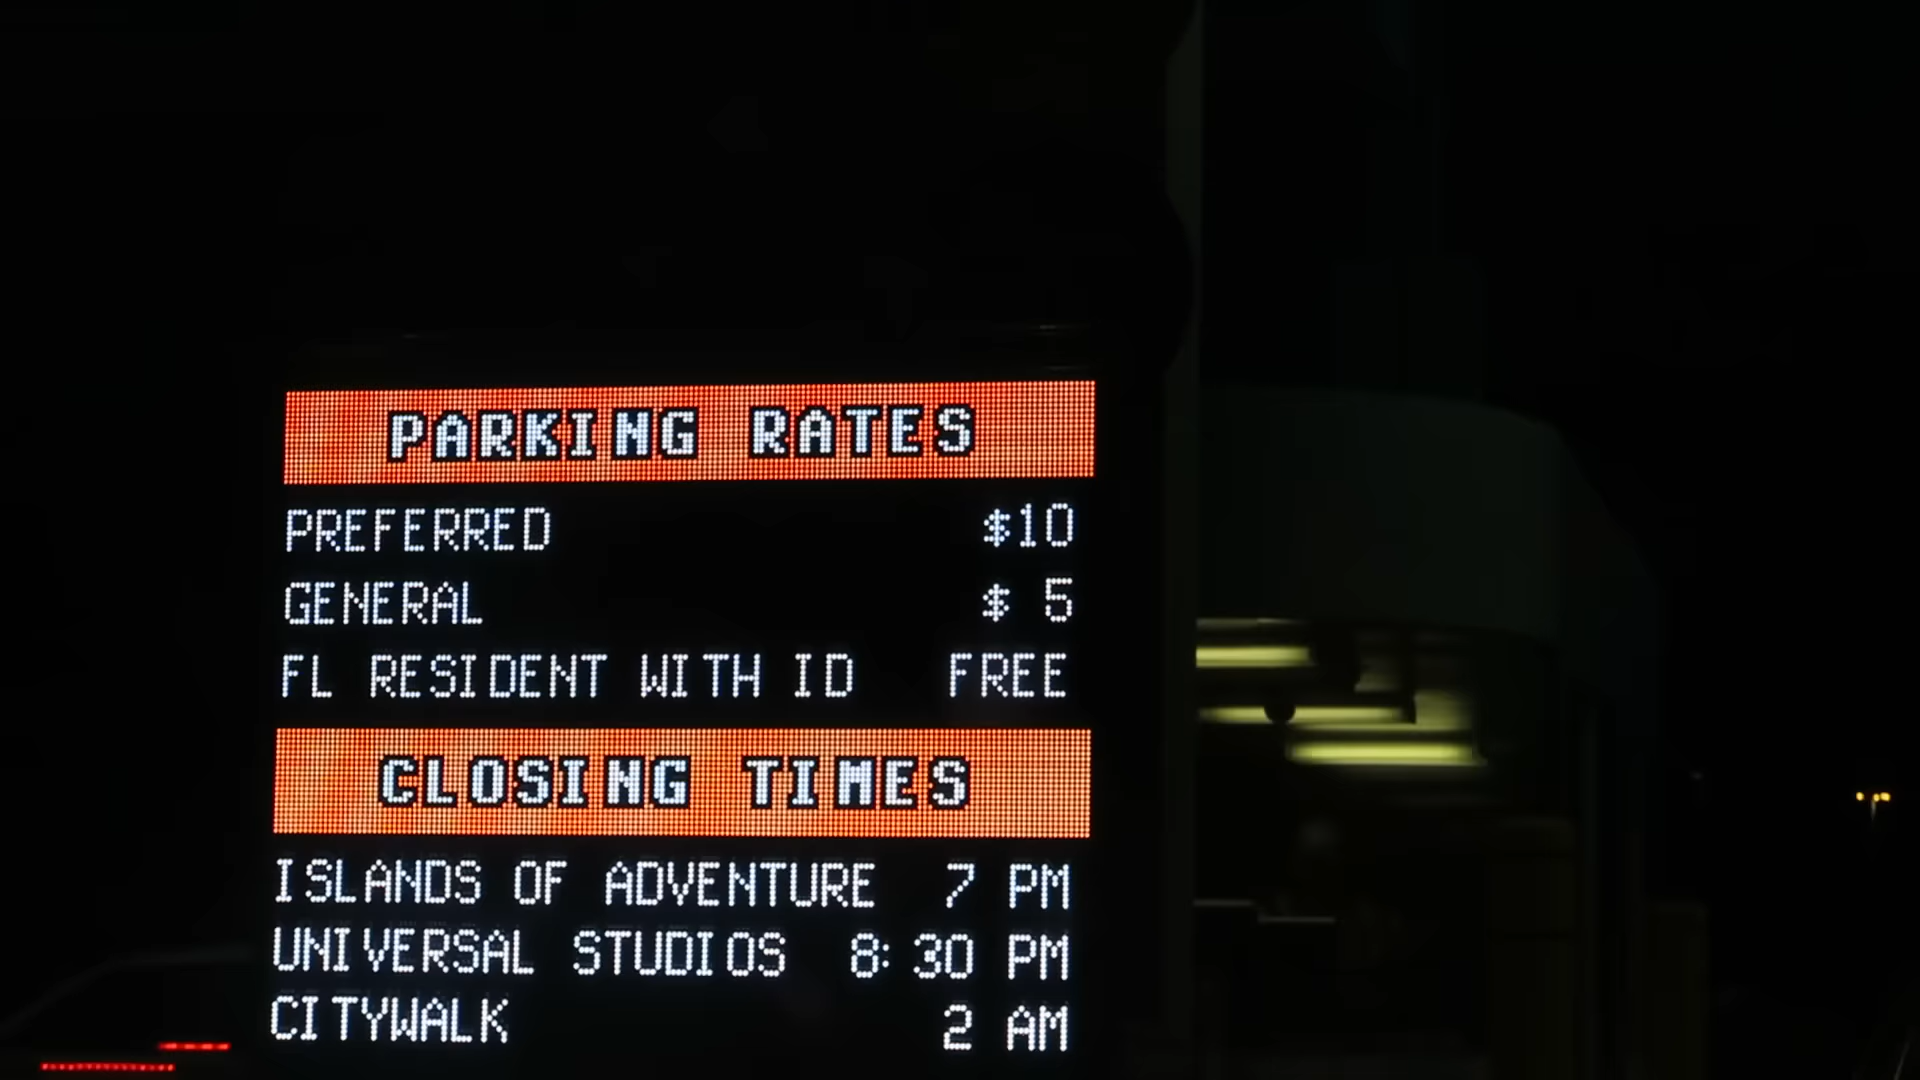 PARKING RATES
PREFERRED $10
GENERAL $ 5
FL RESIDENT WITH ID FREE
CLOSING TIMES
ISLANDS OF ADVENTURE 7 PM
UNIVERSAL STUDIOS 8:30 PM
CITYWALK 2 AM